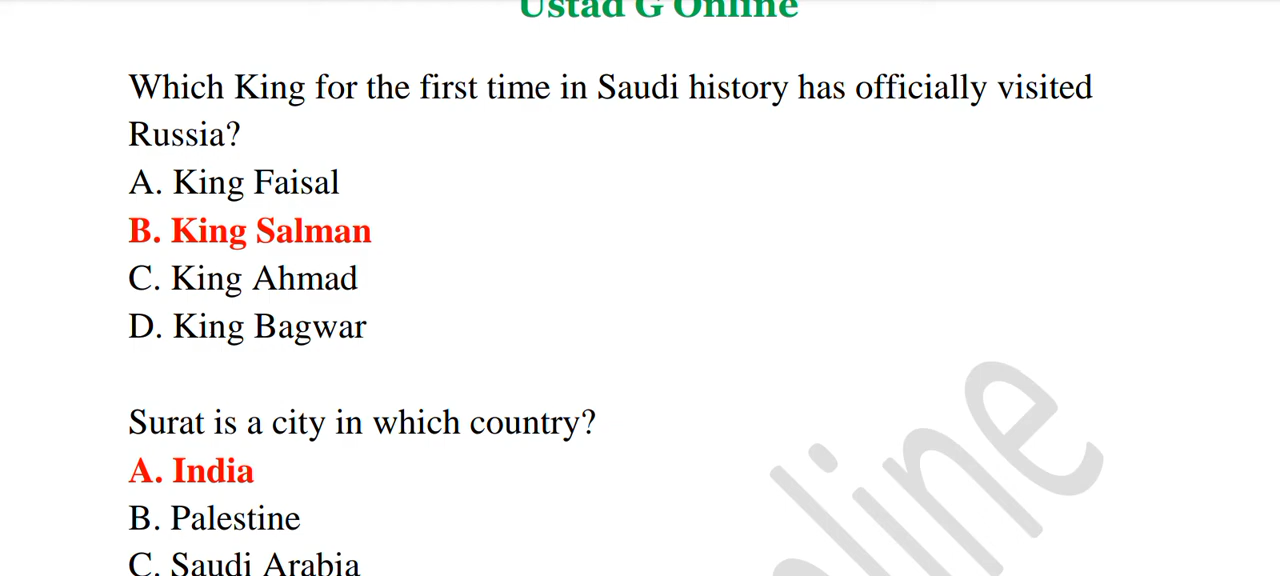 Ustad G Online
Which King for the first time in Saudi history has officially visited
Russia?
A. King Faisal
B. King Salman
C. King Ahmad
D. King Bagwar
Surat is a city in which country?
A. India
B. Palestine
C. Saudi Arabia
line